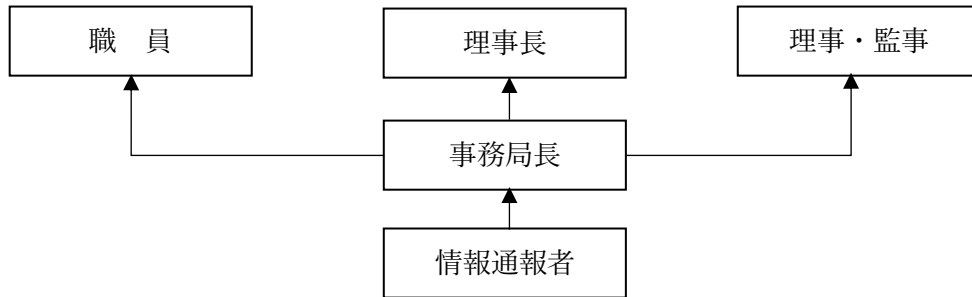 職　員
理事長
理事・監事
事務局長
情報通報者